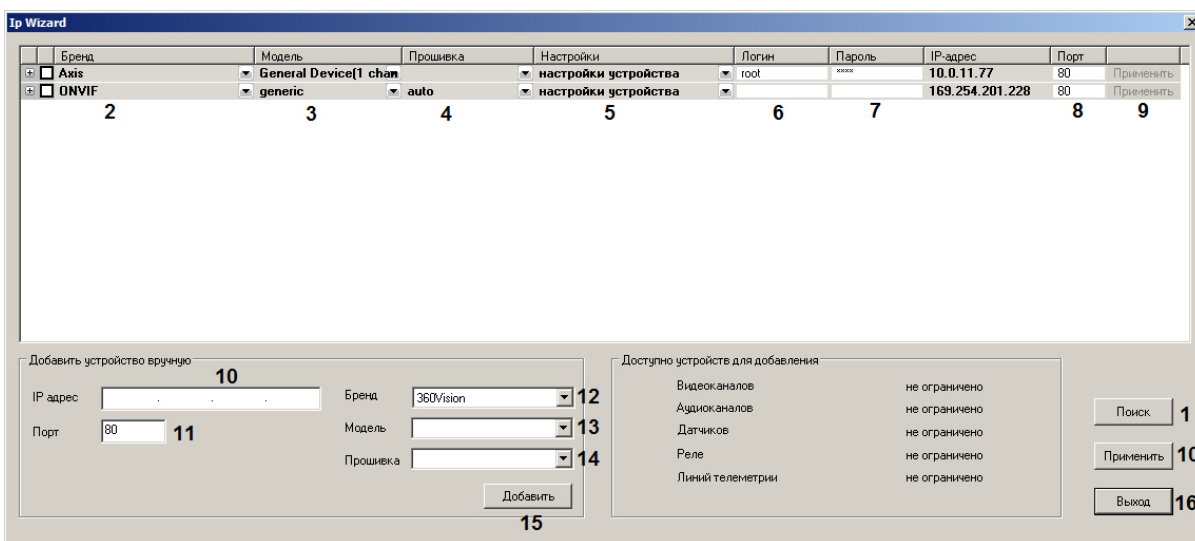 Ip Wizard
Бренд Модель Прошивка Настройки Логин Пароль IP-адрес Порт
Axis General Device(1 chan настройки устройства root **** 10.0.11.77 80 Применить
ONVIF generic auto настройки устройства 169.254.201.228 80 Применить
2 3 4 5 6 7 8 9
Добавить устройство вручную
10
IP адрес . . .
Порт 80 11
Бренд 360Vision 12
Модель 13
Прошивка 14
Добавить
15
Доступно устройств для добавления
Видеоканалов не ограничено
Аудиоканалов не ограничено
Датчиков не ограничено
Реле не ограничено
Линий телеметрии не ограничено
Поиск 1
Применить 10
Выход 16